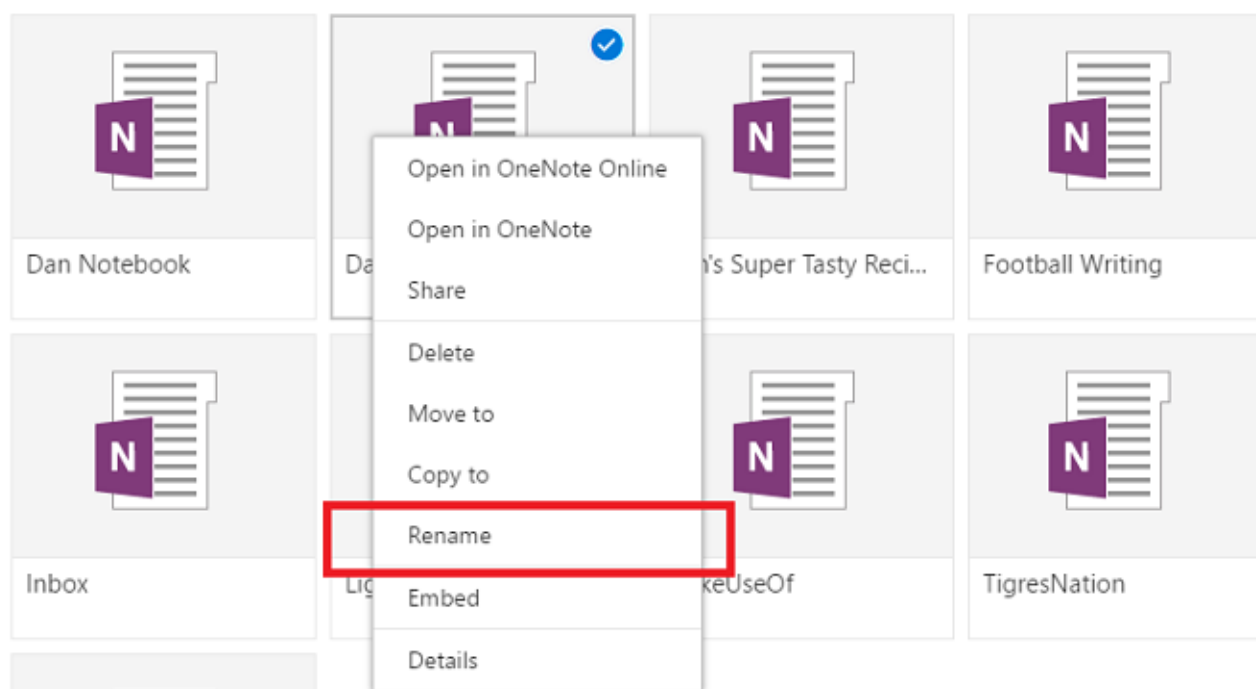 Dan Notebook
Football Writing
Inbox
TigresNation
Open in OneNote Online
Open in OneNote
Share
Delete
Move to
Copy to
Rename
Embed
Details
Super Tasty Reci...
N
N
N
N
N
N